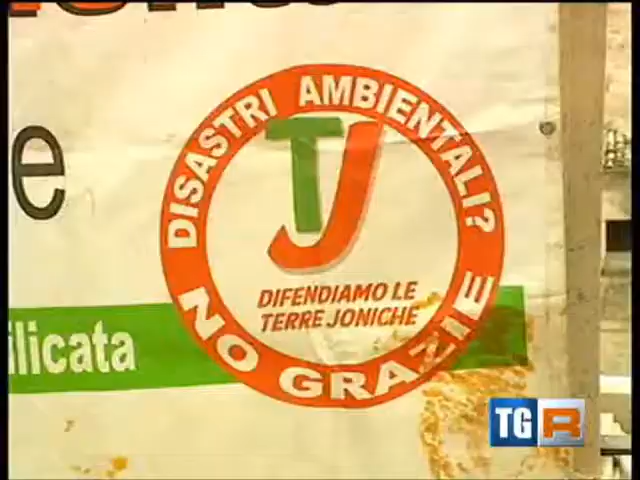 e
DISASTRI AMBIENTALI?
TJ
DIFENDIAMO LE
TERRE JONICHE
NO GRAZIE
ilicata
TGR